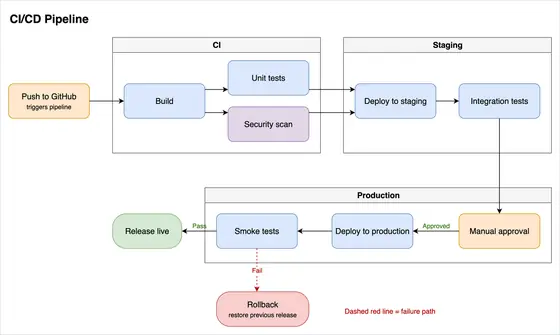 CI/CD Pipeline
CI
Staging
Push to GitHub
triggers pipeline
Build
Unit tests
Security scan
Deploy to staging
Integration tests
Production
Release live
Pass
Smoke tests
Deploy to production
Approved
Manual approval
Fail
Rollback
restore previous release
Dashed red line = failure path